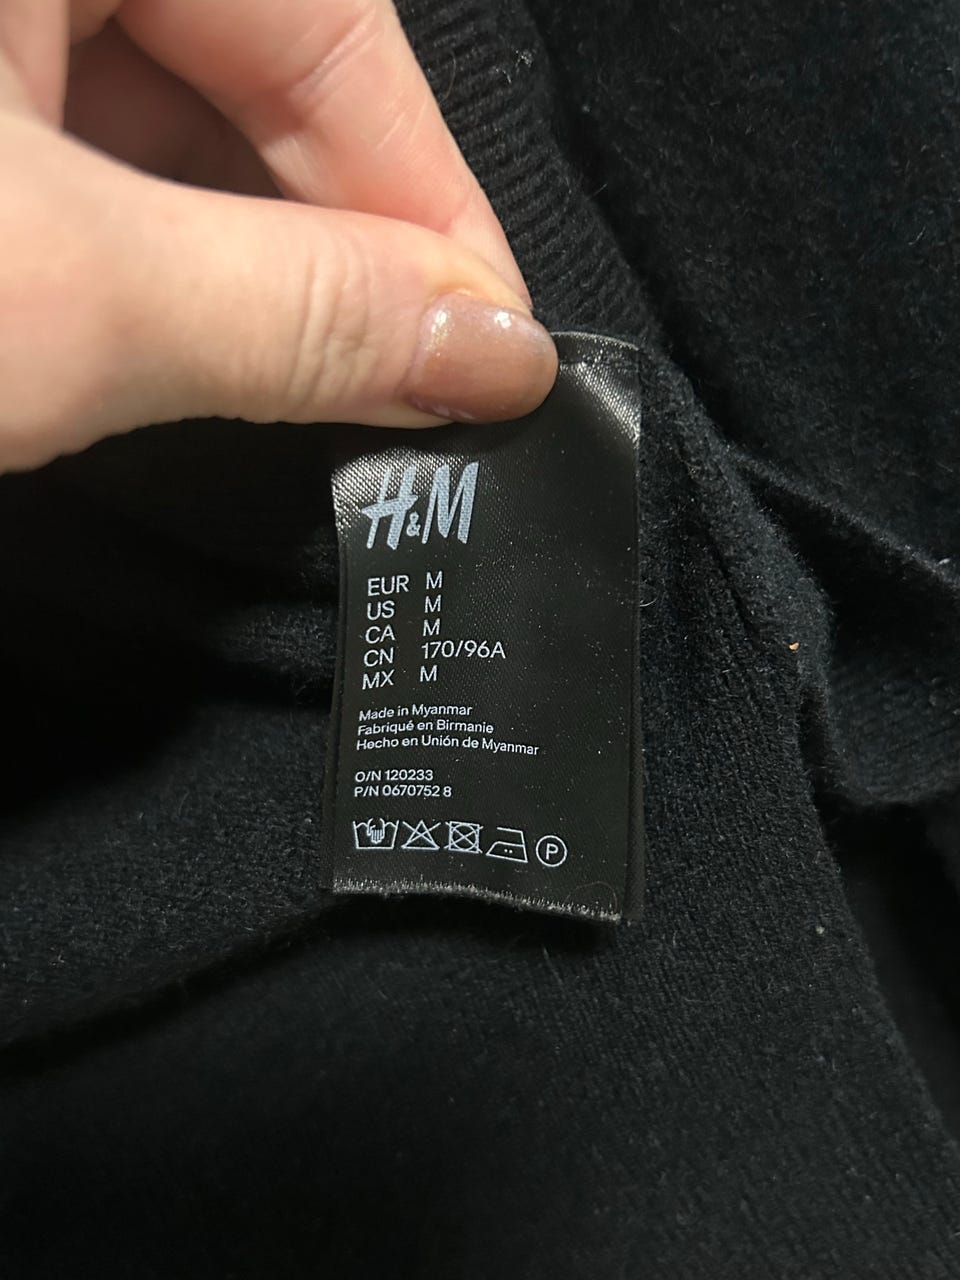 H&M
EUR M
US M
CA M
CN 170/96A
MX M
Made in Myanmar
Fabriqué en Birmanie
Hecho en Unión de Myanmar
O/N 120233
P/N 0670752 8
P